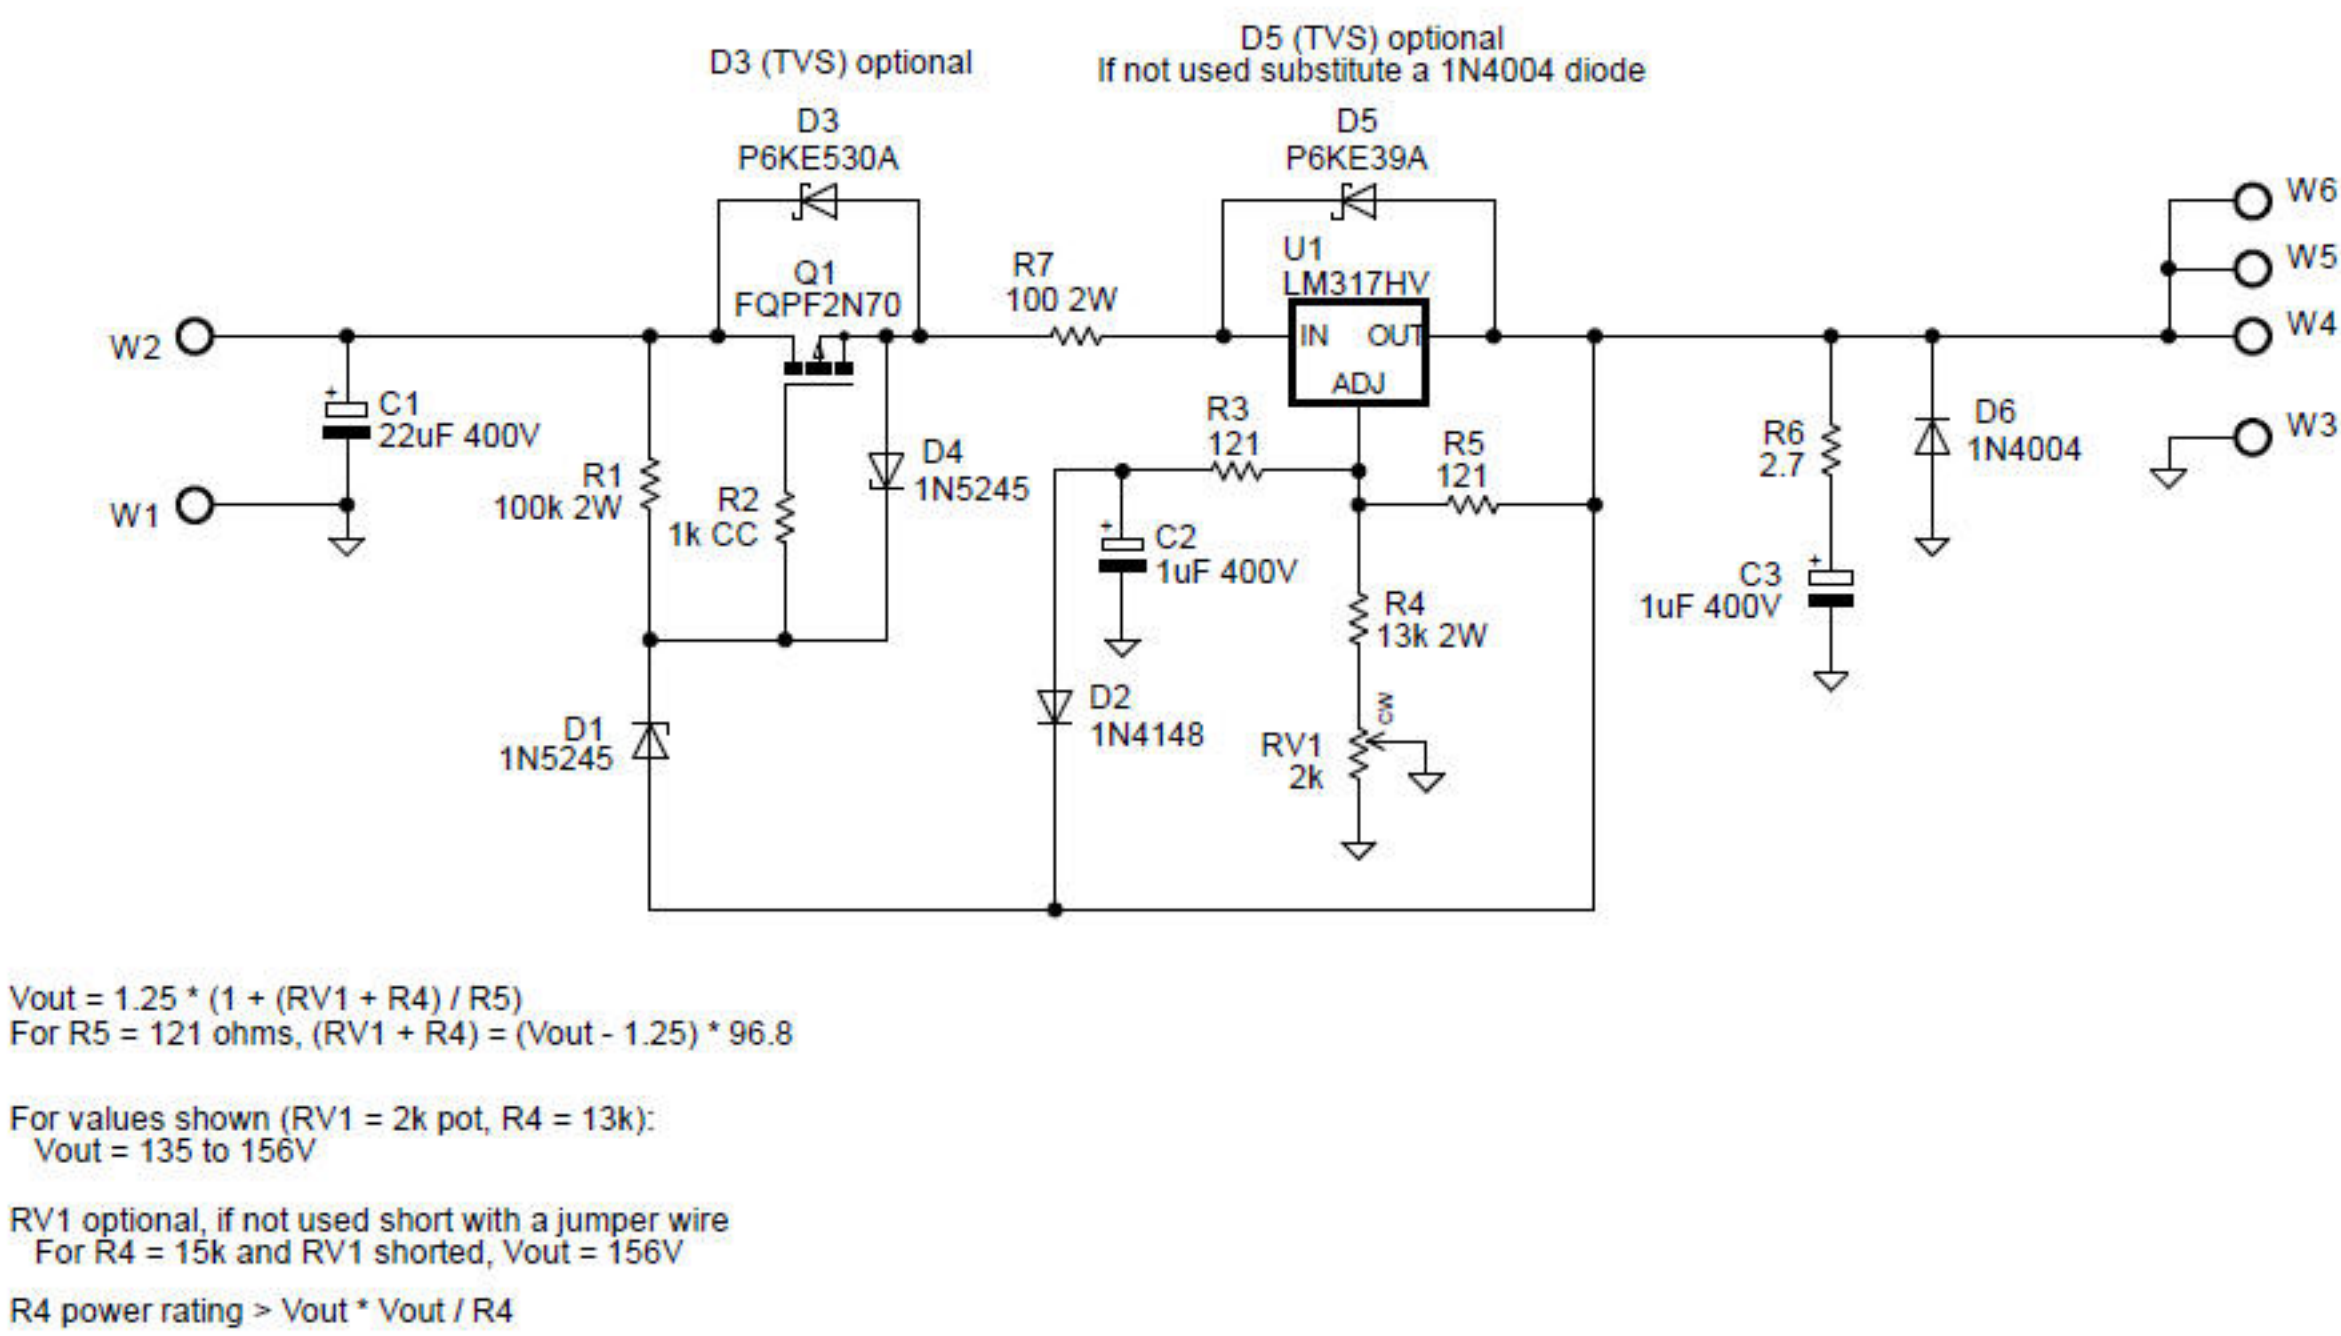 D3 (TVS) optional
D5 (TVS) optional
If not used substitute a 1N4004 diode
D3
P6KE530A
D5
P6KE39A
Q1
FQPF2N70
R7
100 2W
U1
LM317HV
IN OUT
ADJ
W6
W5
W4
W3
W2
W1
+
C1
22uF 400V
R1
100k 2W
R2
1k CC
D4
1N5245
R3
121
R5
121
+
C2
1uF 400V
R4
13k 2W
R6
2.7
D6
1N4004
+
C3
1uF 400V
D1
1N5245
D2
1N4148
cw
RV1
2k
Vout = 1.25 * (1 + (RV1 + R4) / R5)
For R5 = 121 ohms, (RV1 + R4) = (Vout - 1.25) * 96.8
For values shown (RV1 = 2k pot, R4 = 13k):
Vout = 135 to 156V
RV1 optional, if not used short with a jumper wire
For R4 = 15k and RV1 shorted, Vout = 156V
R4 power rating > Vout * Vout / R4